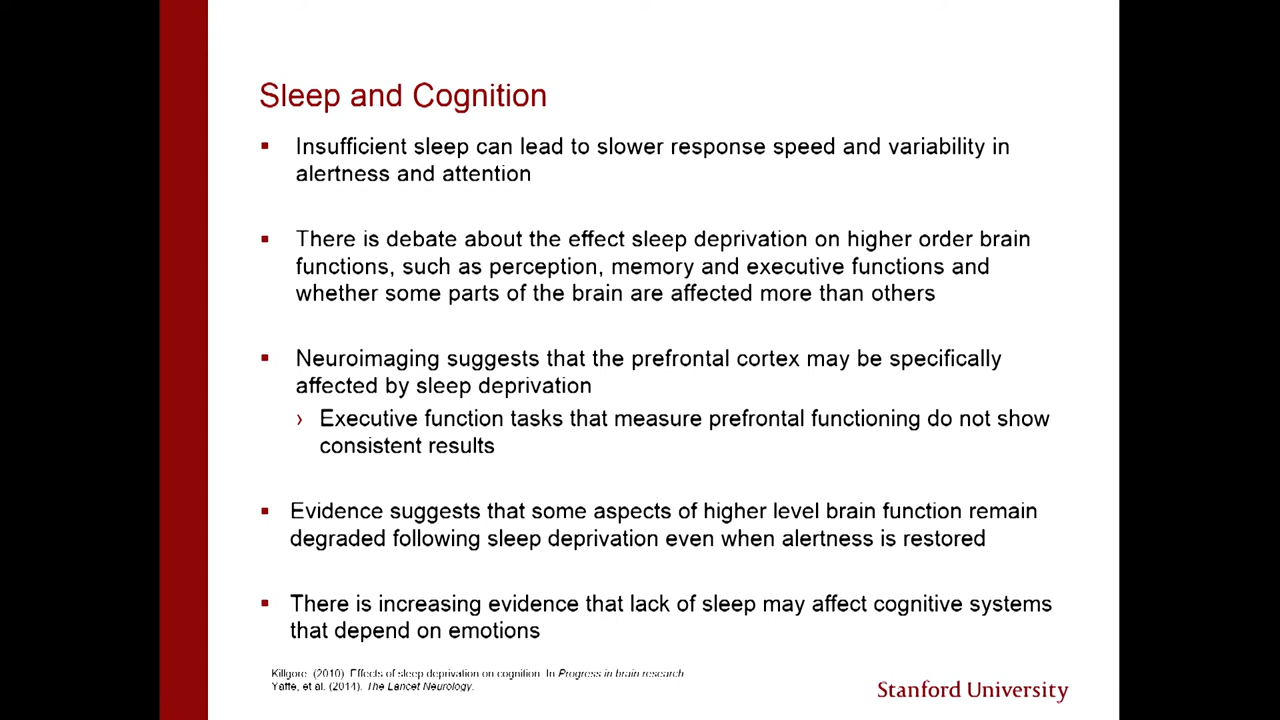 Sleep and Cognition
▪ Insufficient sleep can lead to slower response speed and variability in
alertness and attention
▪ There is debate about the effect sleep deprivation on higher order brain
functions, such as perception, memory and executive functions and
whether some parts of the brain are affected more than others
▪ Neuroimaging suggests that the prefrontal cortex may be specifically
affected by sleep deprivation
› Executive function tasks that measure prefrontal functioning do not show
consistent results
▪ Evidence suggests that some aspects of higher level brain function remain
degraded following sleep deprivation even when alertness is restored
▪ There is increasing evidence that lack of sleep may affect cognitive systems
that depend on emotions
Killgore. (2010). Effects of sleep deprivation on cognition. In Progress in brain research
Yaffe, et al. (2014). The Lancet Neurology.
Stanford University